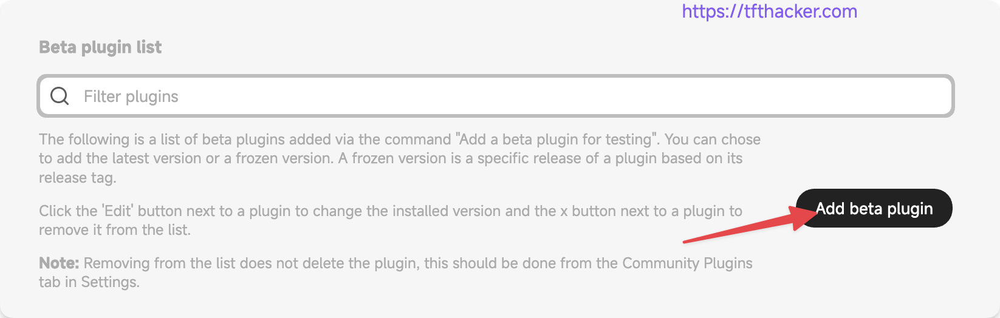 https://tfthacker.com
Beta plugin list
Filter plugins
The following is a list of beta plugins added via the command "Add a beta plugin for testing". You can chose
to add the latest version or a frozen version. A frozen version is a specific release of a plugin based on its
release tag.
Click the 'Edit' button next to a plugin to change the installed version and the x button next to a plugin to
remove it from the list.
Add beta plugin
Note: Removing from the list does not delete the plugin, this should be done from the Community Plugins
tab in Settings.